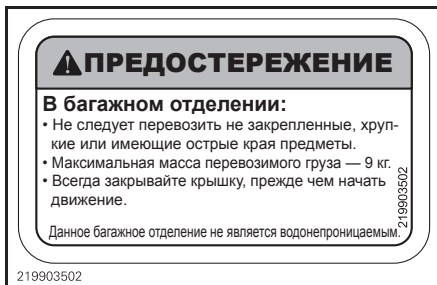 ⚠ПРЕДОСТЕРЕЖЕНИЕ
В багажном отделении:
• Не следует перевозить не закрепленные, хруп-
кие или имеющие острые края предметы.
• Максимальная масса перевозимого груза — 9 кг.
• Всегда закрывайте крышку, прежде чем начать
движение.
Данное багажное отделение не является водонепроницаемым.
219903502
219903502